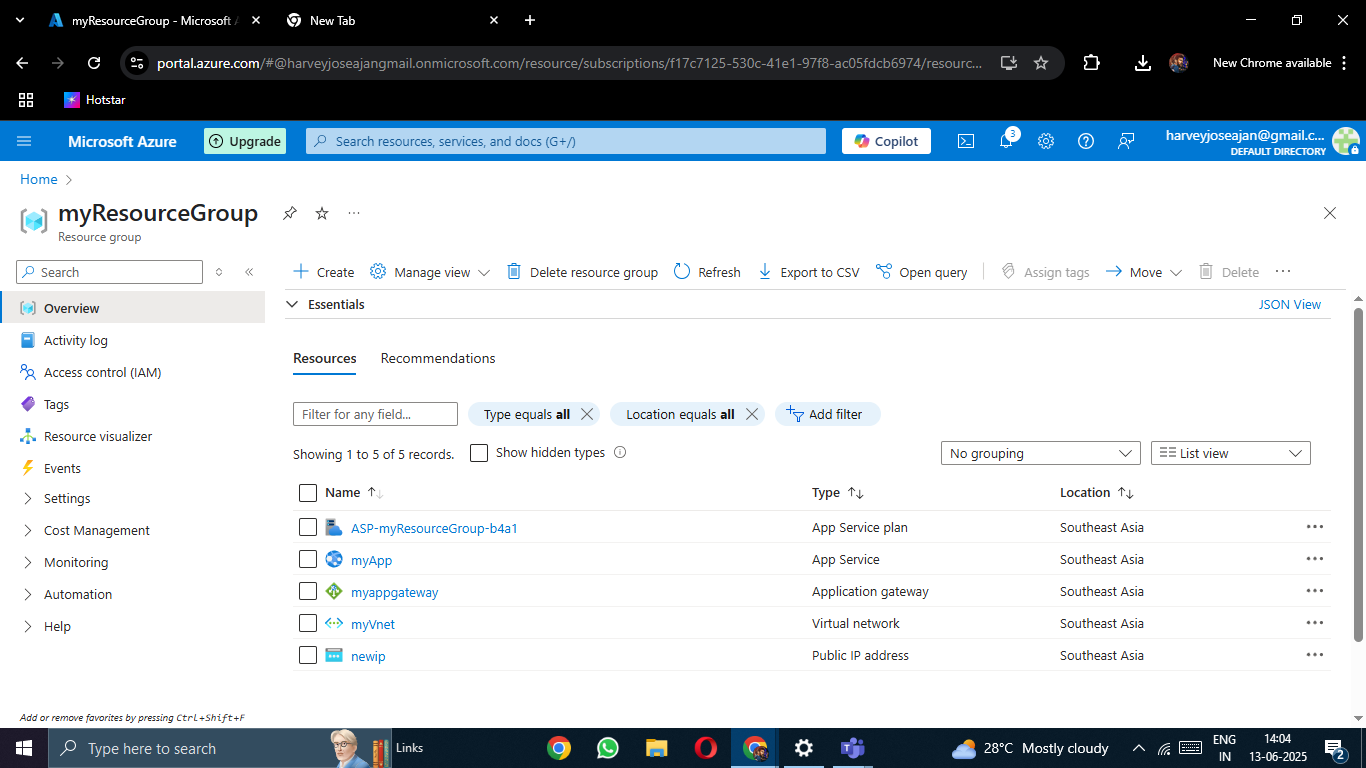 myResourceGroup - Microsoft A
New Tab
portal.azure.com/#@harveyjoseajangmail.onmicrosoft.com/resource/subscriptions/f17c7125-530c-41e1-97f8-ac05fdcb6974/resourc...
New Chrome available
Hotstar
Microsoft Azure
Upgrade
Search resources, services, and docs (G+/)
Copilot
3
harveyjoseajan@gmail.c...
DEFAULT DIRECTORY
Home
myResourceGroup
Resource group
Search
Create
Manage view
Delete resource group
Refresh
Export to CSV
Open query
Assign tags
Move
Delete
Overview
Activity log
Access control (IAM)
Tags
Resource visualizer
Events
Settings
Cost Management
Monitoring
Automation
Help
Add or remove favorites by pressing Ctrl+Shift+F
Essentials
JSON View
Resources
Recommendations
Filter for any field...
Type equals all
Location equals all
Add filter
Showing 1 to 5 of 5 records.
Show hidden types
No grouping
List view
Name Type Location
ASP-myResourceGroup-b4a1 App Service plan Southeast Asia
myApp App Service Southeast Asia
myappgateway Application gateway Southeast Asia
myVnet Virtual network Southeast Asia
newip Public IP address Southeast Asia
Type here to search
Links
28°C Mostly cloudy
ENG
IN
14:04
13-06-2025
2